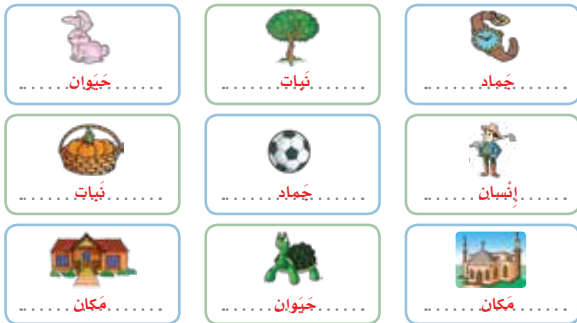 جَماد
نَبات
حَيَوان
إِنْسان
جَماد
نَبات
مَكان
حَيَوان
مَكان